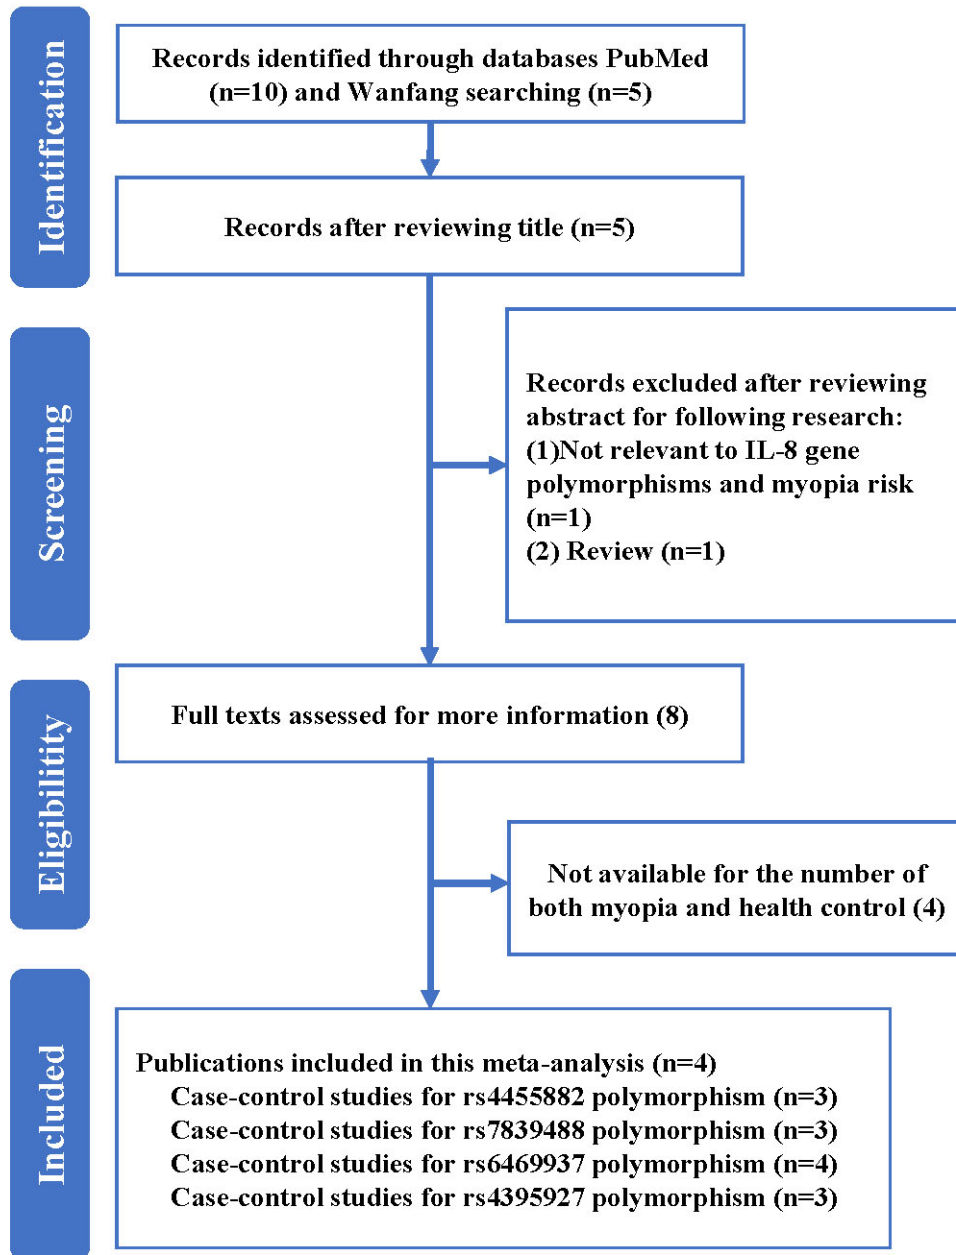 Identification
Records identified through databases PubMed
(n=10) and Wanfang searching (n=5)
Records after reviewing title (n=5)
Screening
Records excluded after reviewing
abstract for following research:
(1)Not relevant to IL-8 gene
polymorphisms and myopia risk
(n=1)
(2) Review (n=1)
Eligibilitity
Full texts assessed for more information (8)
Not available for the number of
both myopia and health control (4)
Included
Publications included in this meta-analysis (n=4)
Case-control studies for rs4455882 polymorphism (n=3)
Case-control studies for rs7839488 polymorphism (n=3)
Case-control studies for rs6469937 polymorphism (n=4)
Case-control studies for rs4395927 polymorphism (n=3)